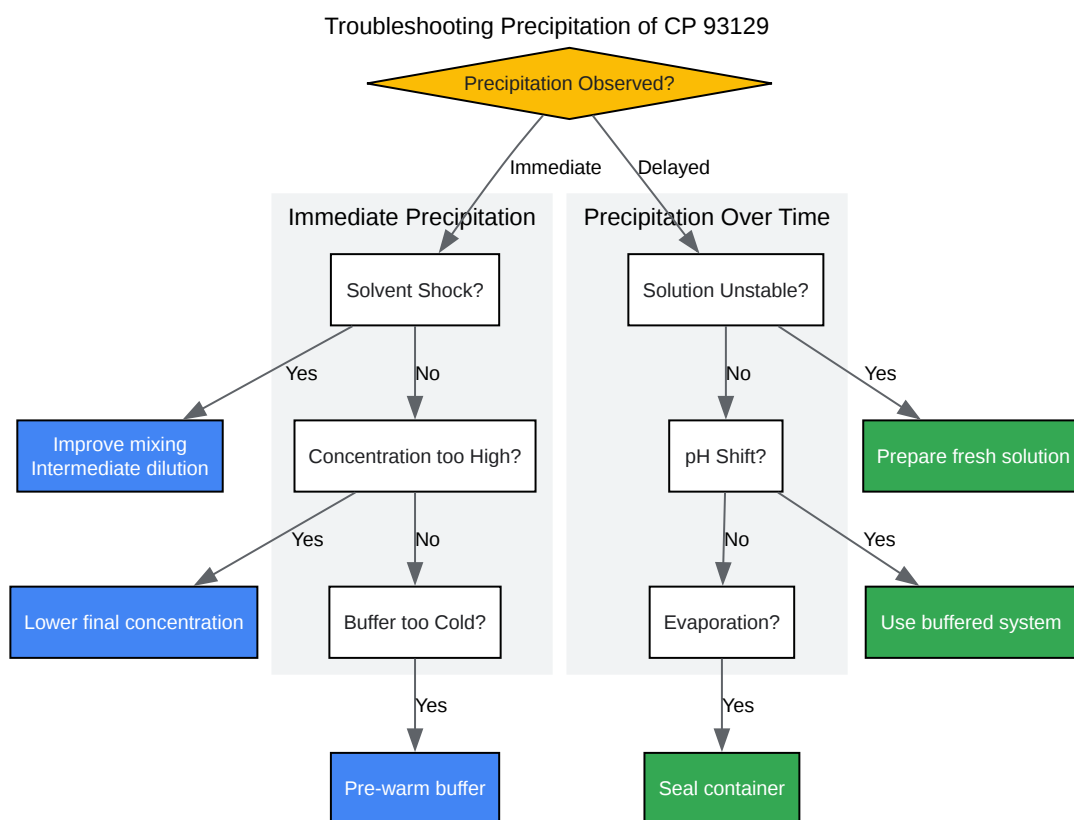 Troubleshooting Precipitation of CP 93129
Precipitation Observed?
Immediate
Delayed
Immediate Precipitation
Precipitation Over Time
Solvent Shock?
Solution Unstable?
Yes
No
No
Yes
Improve mixing
Intermediate dilution
Concentration too High?
pH Shift?
Prepare fresh solution
Yes
No
No
Yes
Lower final concentration
Buffer too Cold?
Evaporation?
Use buffered system
Yes
Yes
Pre-warm buffer
Seal container